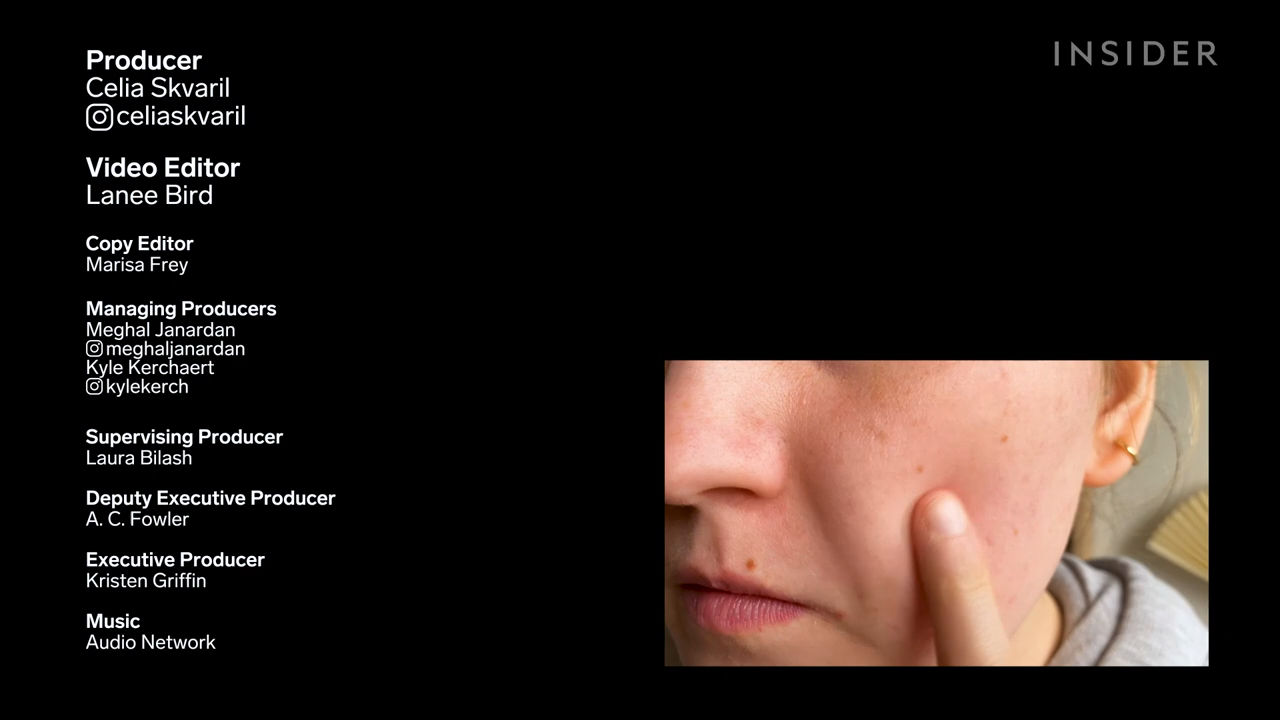 Producer
Celia Skvaril
celiaskvaril
Video Editor
Lanee Bird
Copy Editor
Marisa Frey
Managing Producers
Meghal Janardan
meghaljanardan
Kyle Kerchaert
kylekerch
Supervising Producer
Laura Bilash
Deputy Executive Producer
A. C. Fowler
Executive Producer
Kristen Griffin
Music
Audio Network
INSIDER